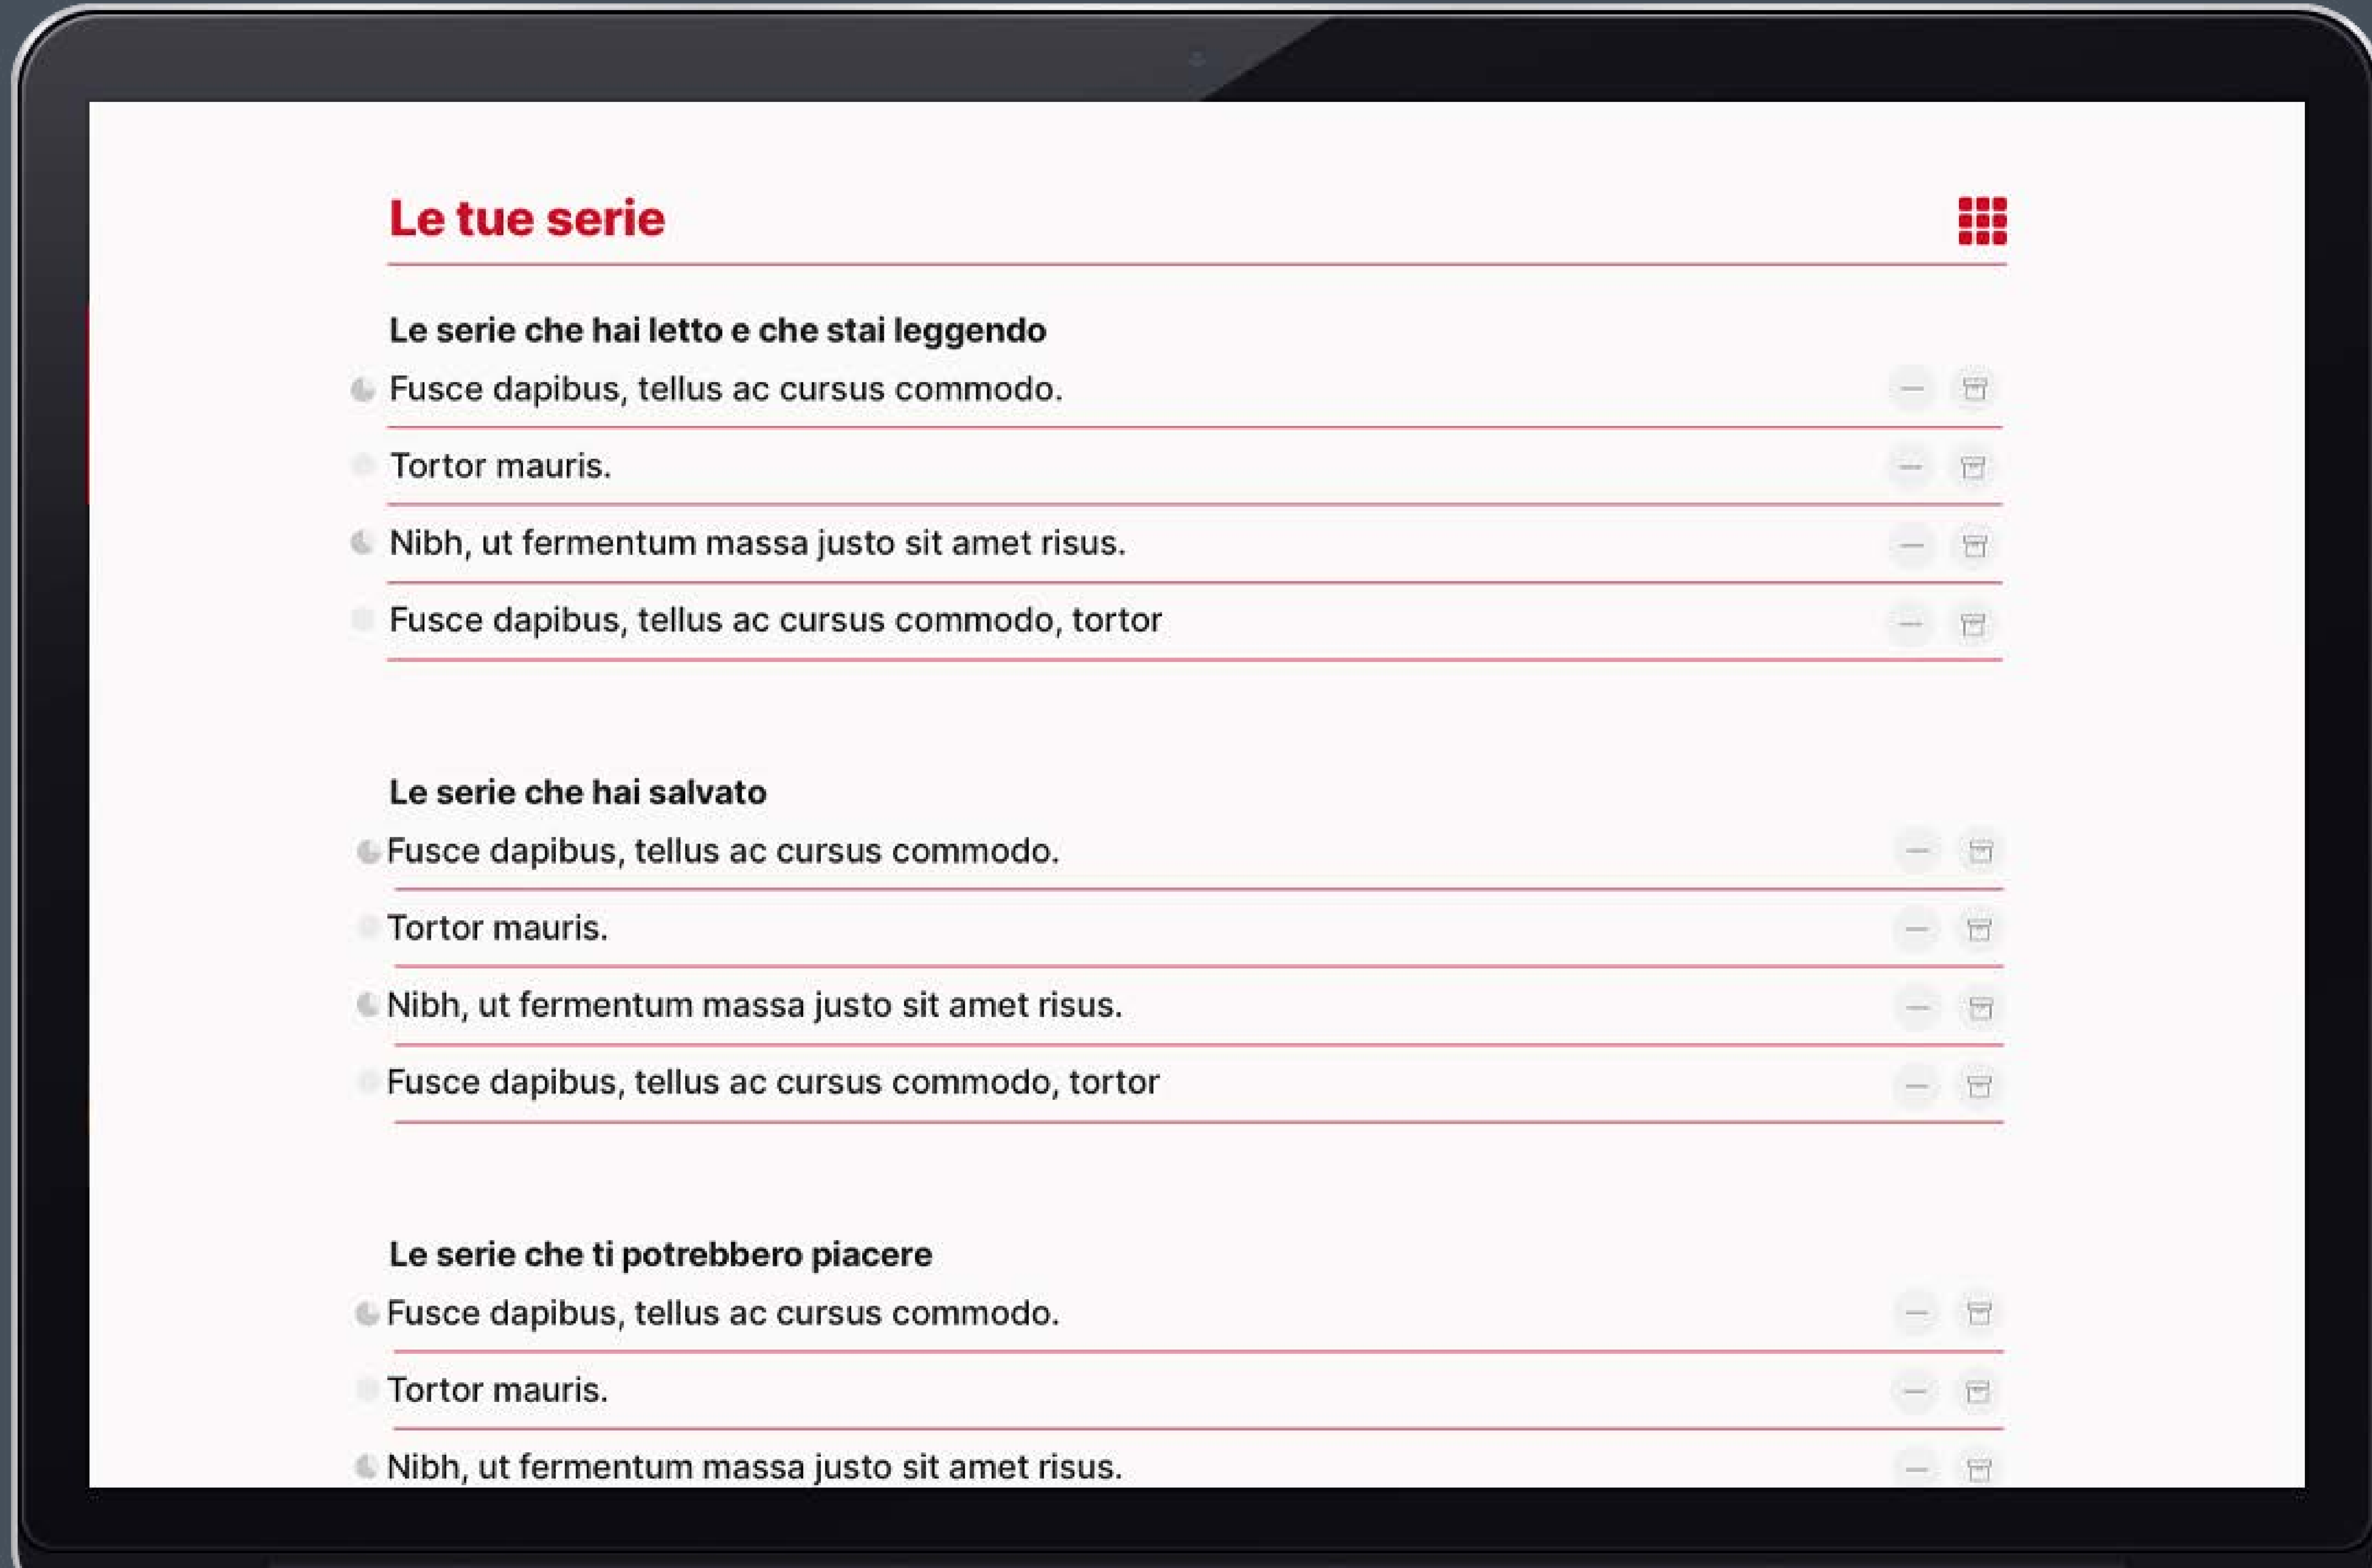 Le tue serie
Le serie che hai letto e che stai leggendo
Fusce dapibus, tellus ac cursus commodo.
Tortor mauris.
Nibh, ut fermentum massa justo sit amet risus.
Fusce dapibus, tellus ac cursus commodo, tortor
Le serie che hai salvato
Fusce dapibus, tellus ac cursus commodo.
Tortor mauris.
Nibh, ut fermentum massa justo sit amet risus.
Fusce dapibus, tellus ac cursus commodo, tortor
Le serie che ti potrebbero piacere
Fusce dapibus, tellus ac cursus commodo.
Tortor mauris.
Nibh, ut fermentum massa justo sit amet risus.